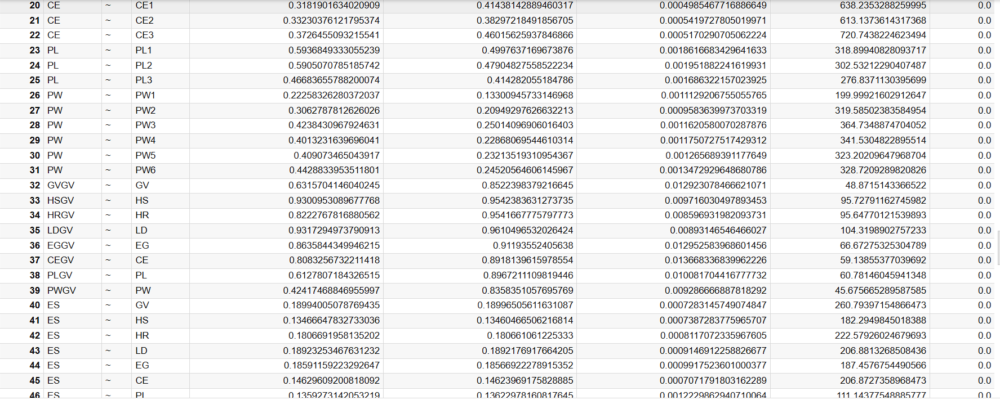 20 CE ~ CE1 0.3181901634020909 0.41438142889460317 0.0004985467716886649 638.2353288259995 0.0
21 CE ~ CE2 0.33230376121795374 0.38297218491856705 0.0005419727805019971 613.1373614317368 0.0
22 CE ~ CE3 0.3726455093215541 0.46015625937846866 0.0005170290705062224 720.7438224623494 0.0
23 PL ~ PL1 0.5936849333055239 0.4997637169673876 0.0018616683429641633 318.89940828093717 0.0
24 PL ~ PL2 0.5905070785185742 0.47904827558522234 0.001951882241619931 302.53212290407487 0.0
25 PL ~ PL3 0.46683655788200074 0.414282055184786 0.001686322157023925 276.8371130395699 0.0
26 PW ~ PW1 0.22258326280372037 0.13300945733146968 0.0011129206755055765 199.99921602912647 0.0
27 PW ~ PW2 0.3062787812626026 0.20949297626632213 0.0009583639973703319 319.58502383584954 0.0
28 PW ~ PW3 0.4238430967924631 0.25014096906016403 0.0011620580070287876 364.7348874704052 0.0
29 PW ~ PW4 0.4013231639696041 0.22868069544610314 0.0011750727517429312 341.5304822895514 0.0
30 PW ~ PW5 0.409073465043917 0.23213519310954367 0.001265689391177649 323.20209647968704 0.0
31 PW ~ PW6 0.4428833953511801 0.24520564606145967 0.0013472929648680786 328.7209289820826 0.0
32 GVGV ~ GV 0.6315704146040245 0.8522398379216645 0.012923078466621071 48.8715143366522 0.0
33 HSGV ~ HS 0.9300953089677768 0.9542383631273735 0.009716030497893453 95.72791162745982 0.0
34 HRGV ~ HR 0.8222767816880562 0.9541667775797773 0.008596931982093731 95.64770121539893 0.0
35 LDGV ~ LD 0.9317294973790913 0.9610496532026424 0.00893146546466027 104.3198902757233 0.0
36 EGGV ~ EG 0.8635844349946215 0.91193552405638 0.012952583968601456 66.67275325304789 0.0
37 CEGV ~ CE 0.8083256732211418 0.8918139615978554 0.013668336839962226 59.13855377039692 0.0
38 PLGV ~ PL 0.6127807184326515 0.8967211109819446 0.010081704416777732 60.78146045941348 0.0
39 PWGV ~ PW 0.42417468846955997 0.8358351057695769 0.009286666887818292 45.675665289587585 0.0
40 ES ~ GV 0.18994005078769435 0.18996505611631087 0.0007283145749074847 260.79397154866473 0.0
41 ES ~ HS 0.13466647832733036 0.13460466506216814 0.0007387283775965707 182.2949845018388 0.0
42 ES ~ HR 0.1806691958135202 0.180661061225333 0.0008117072335967605 222.57926024679693 0.0
43 ES ~ LD 0.18923253467631232 0.1892176917664205 0.0009146912258826677 206.8813268508436 0.0
44 ES ~ EG 0.18591159223292647 0.18566922278915352 0.0009917523601000377 187.4576754490566 0.0
45 ES ~ CE 0.14629609200818092 0.14623969175828885 0.0007071791803162289 206.8727358968473 0.0
46 ES ~ PL 0.1359273142053219 0.13622978160817645 0.0012229862940710064 111.14377548885777 0.0